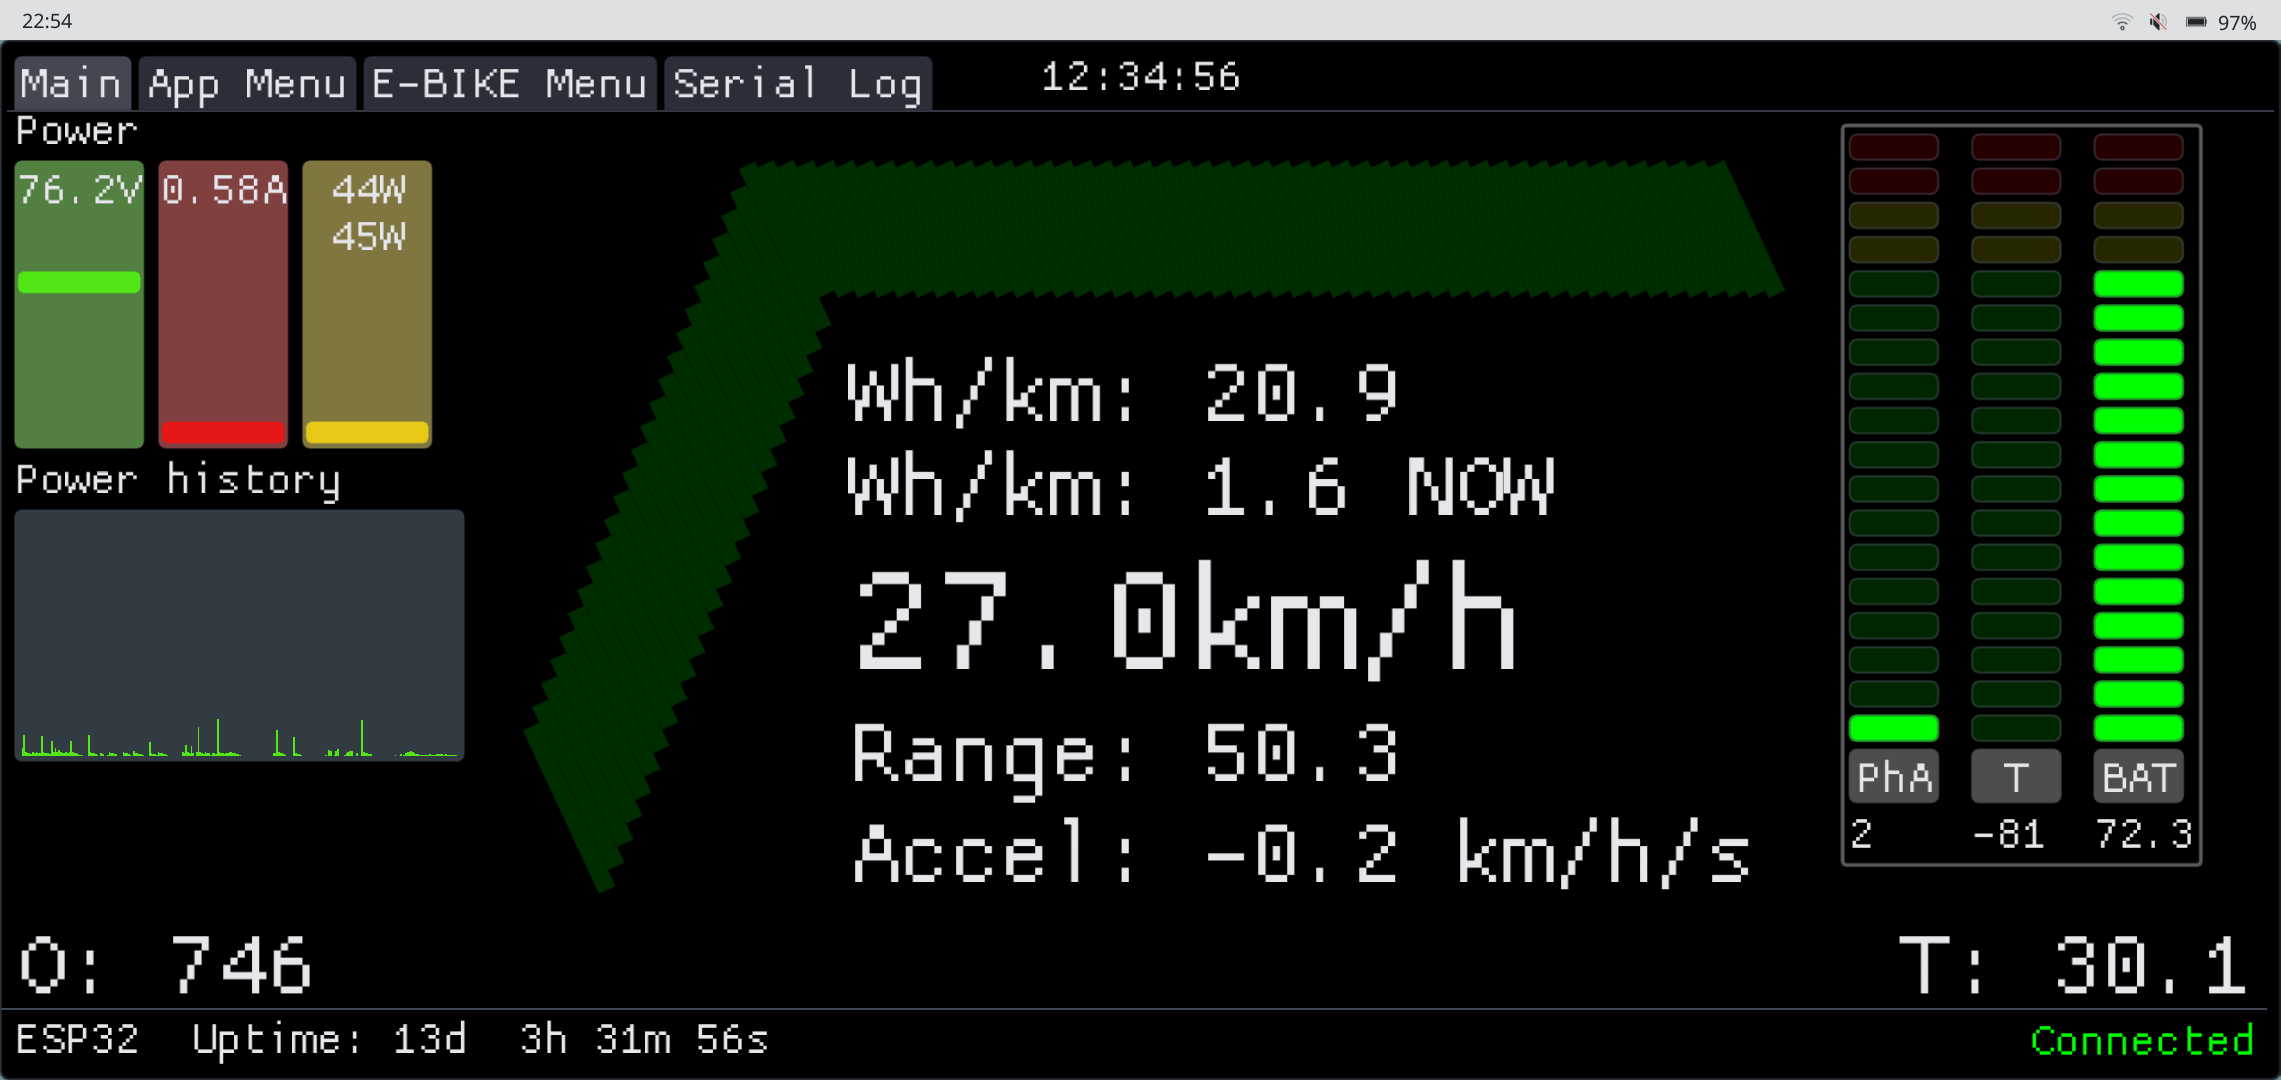 22:54 97%
Main App Menu E-BIKE Menu Serial Log 12:34:56
Power
76.2V 0.58A 44W
45W
Power history
Wh/km: 20.9
Wh/km: 1.6 NOW
27.0km/h
Range: 50.3
Accel: -0.2 km/h/s
PhA T BAT
2 -81 72.3
O: 746 T: 30.1
ESP32 Uptime: 13d 3h 31m 56s Connected